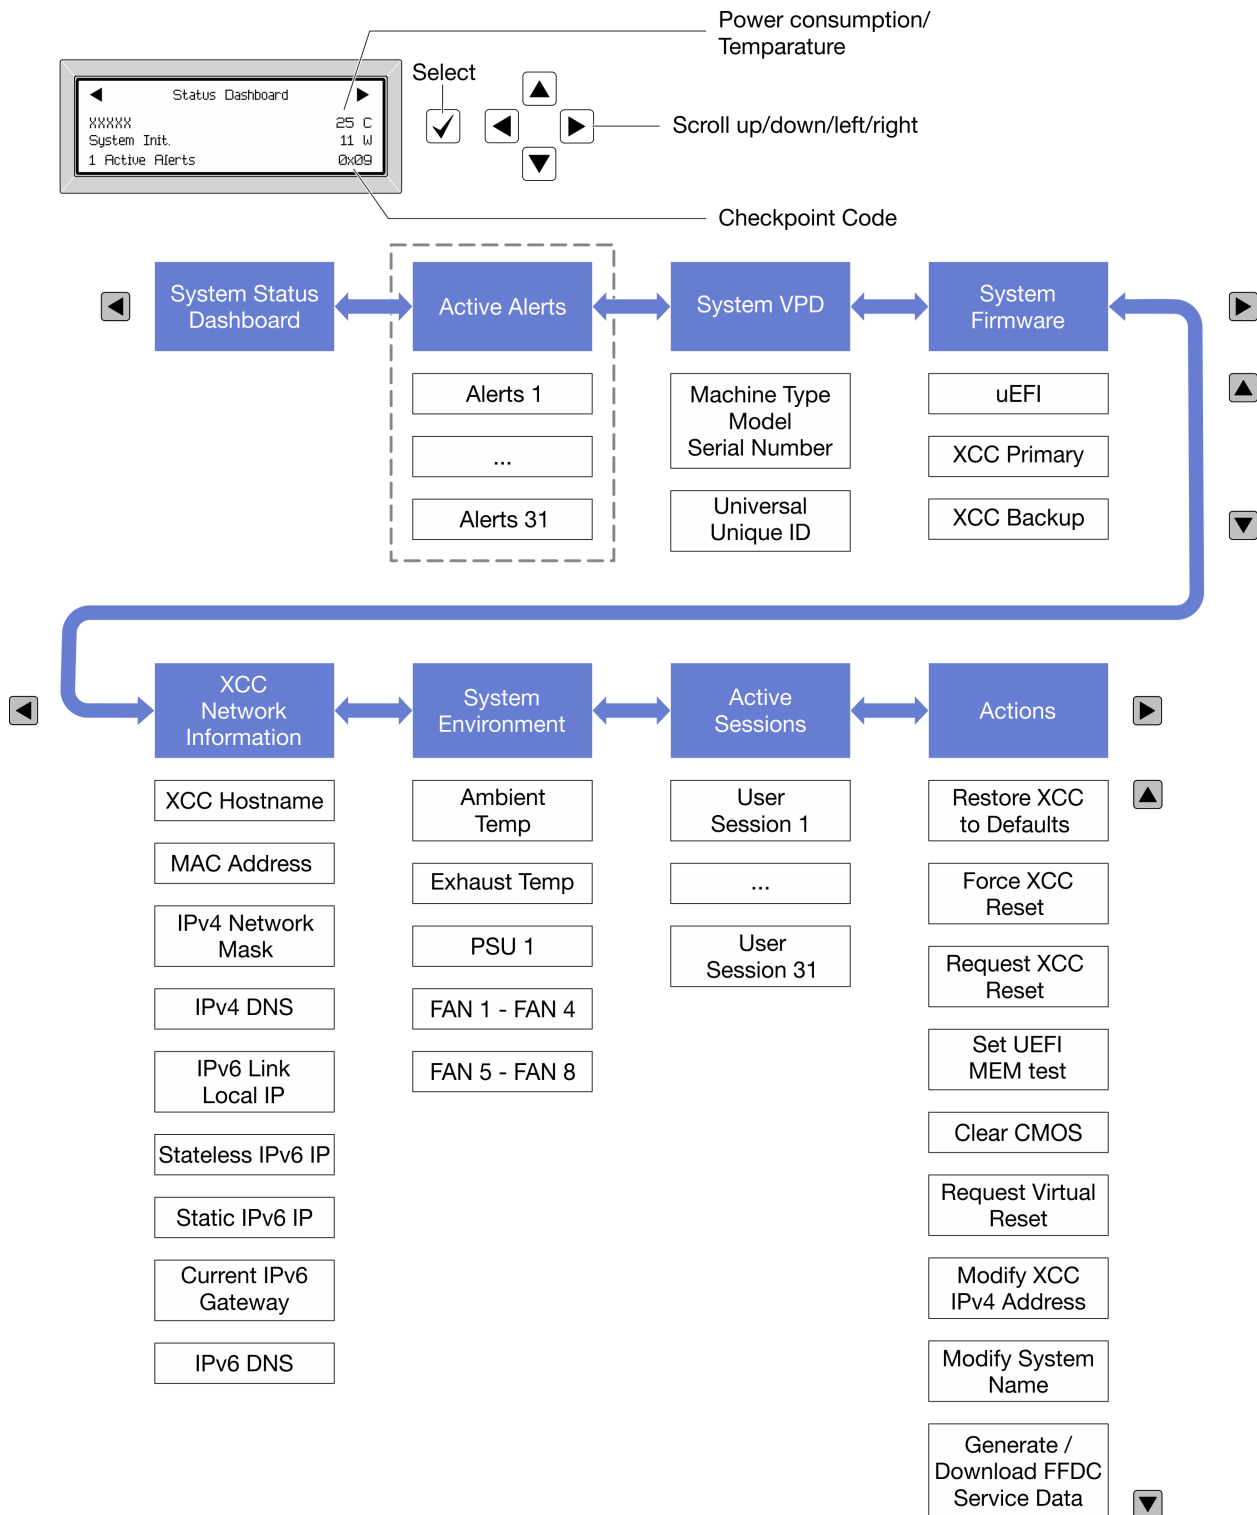 Power consumption/
Temparature
Select
Status Dashboard
XXXXX 25 C
System Init. 11 W
1 Active Alerts 0x09
Scroll up/down/left/right
Checkpoint Code
System Status
Dashboard
Active Alerts
System VPD
System
Firmware
Alerts 1
...
Alerts 31
Machine Type
Model
Serial Number
Universal
Unique ID
uEFI
XCC Primary
XCC Backup
XCC
Network
Information
System
Environment
Active
Sessions
Actions
XCC Hostname
MAC Address
IPv4 Network
Mask
IPv4 DNS
IPv6 Link
Local IP
Stateless IPv6 IP
Static IPv6 IP
Current IPv6
Gateway
IPv6 DNS
Ambient
Temp
Exhaust Temp
PSU 1
FAN 1 - FAN 4
FAN 5 - FAN 8
User
Session 1
...
User
Session 31
Restore XCC
to Defaults
Force XCC
Reset
Request XCC
Reset
Set UEFI
MEM test
Clear CMOS
Request Virtual
Reset
Modify XCC
IPv4 Address
Modify System
Name
Generate /
Download FFDC
Service Data